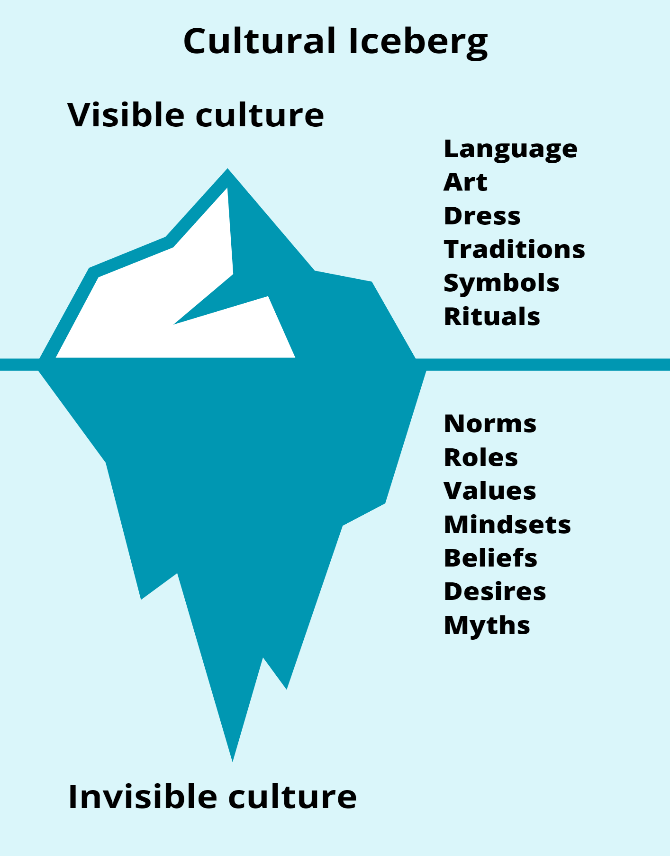 Cultural Iceberg
Visible culture
Language
Art
Dress
Traditions
Symbols
Rituals
Norms
Roles
Values
Mindsets
Beliefs
Desires
Myths
Invisible culture